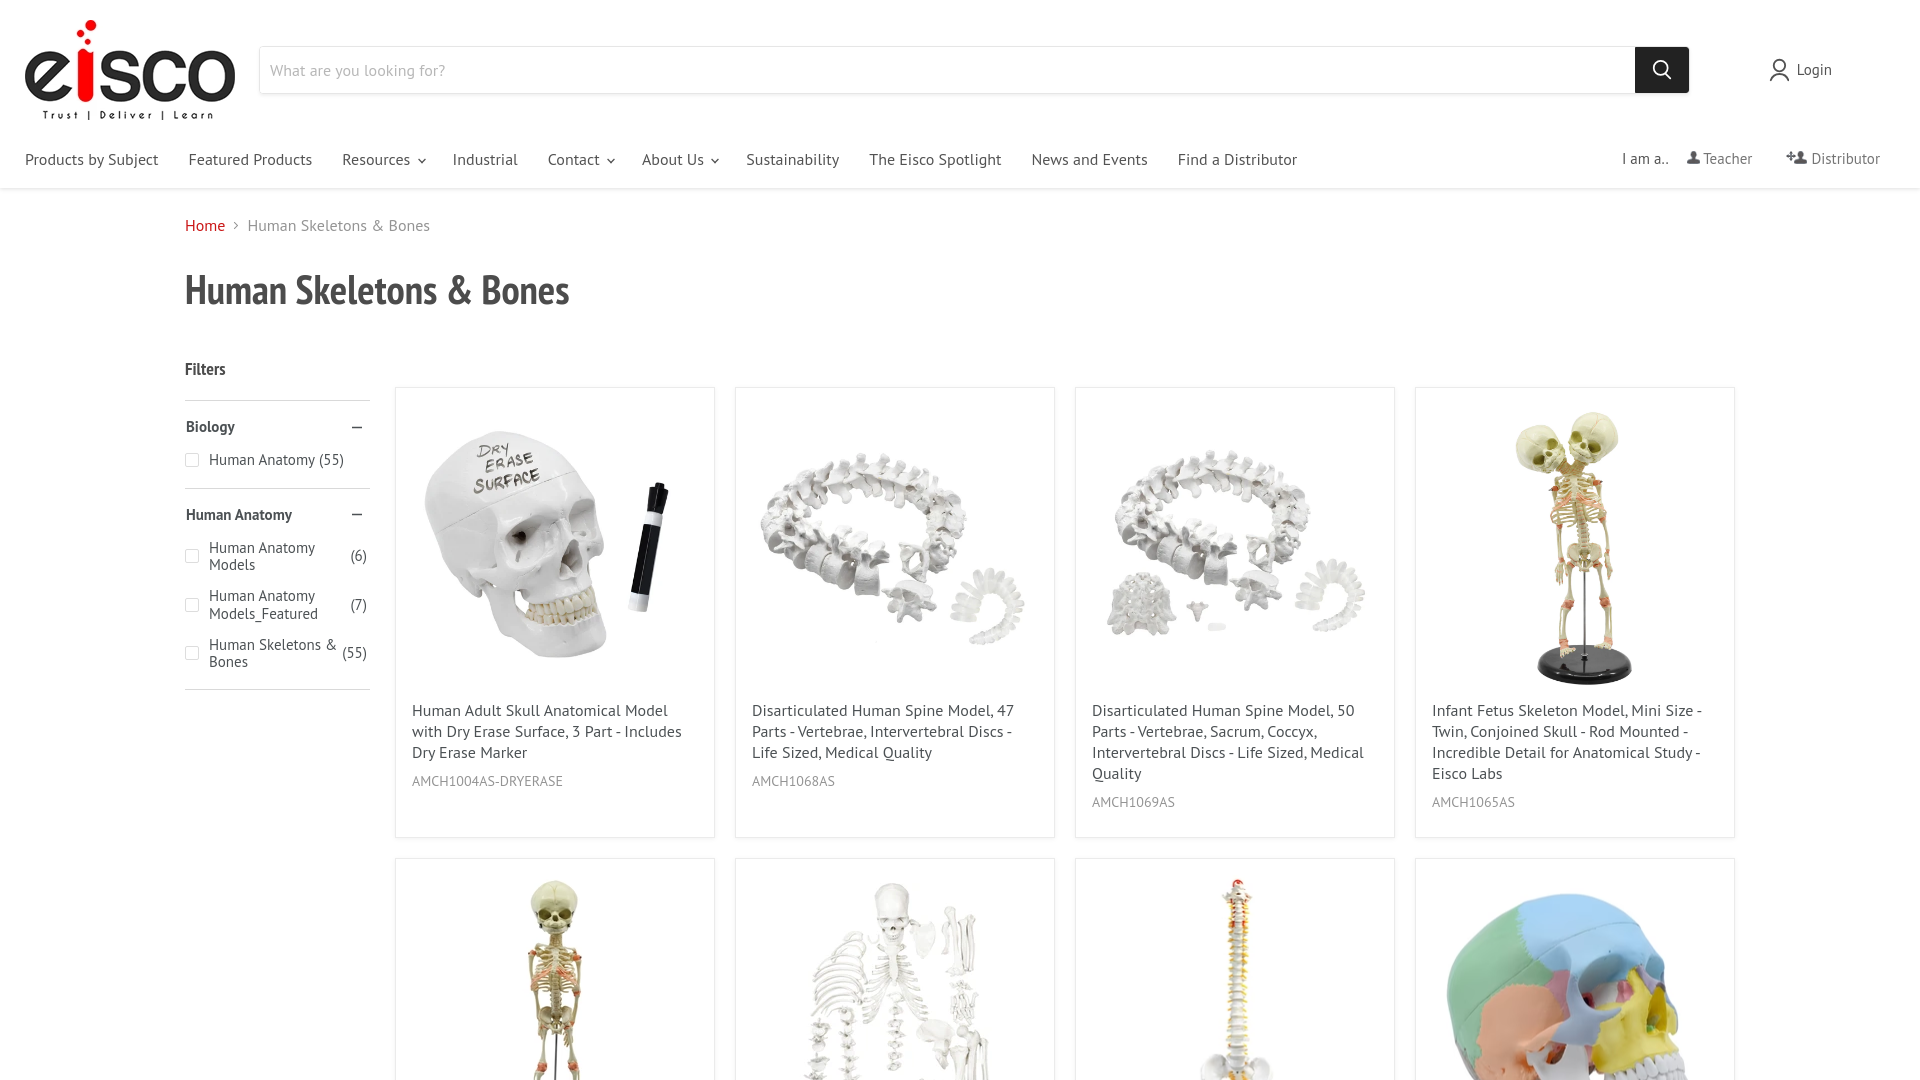 eisco
Trust | Deliver | Learn
What are you looking for?
Login
Products by Subject
Featured Products
Resources
Industrial
Contact
About Us
Sustainability
The Eisco Spotlight
News and Events
Find a Distributor
I am a..
Teacher
Distributor
Home
Human Skeletons & Bones
Human Skeletons & Bones
Filters
Biology
Human Anatomy (55)
Human Anatomy
Human Anatomy
Models
(6)
Human Anatomy
Models_Featured
(7)
Human Skeletons &
Bones
(55)
DRY
ERASE
SURFACE
Human Adult Skull Anatomical Model
with Dry Erase Surface, 3 Part - Includes
Dry Erase Marker
AMCH1004AS-DRYERASE
Disarticulated Human Spine Model, 47
Parts - Vertebrae, Intervertebral Discs -
Life Sized, Medical Quality
AMCH1068AS
Disarticulated Human Spine Model, 50
Parts - Vertebrae, Sacrum, Coccyx,
Intervertebral Discs - Life Sized, Medical
Quality
AMCH1069AS
Infant Fetus Skeleton Model, Mini Size -
Twin, Conjoined Skull - Rod Mounted -
Incredible Detail for Anatomical Study -
Eisco Labs
AMCH1065AS